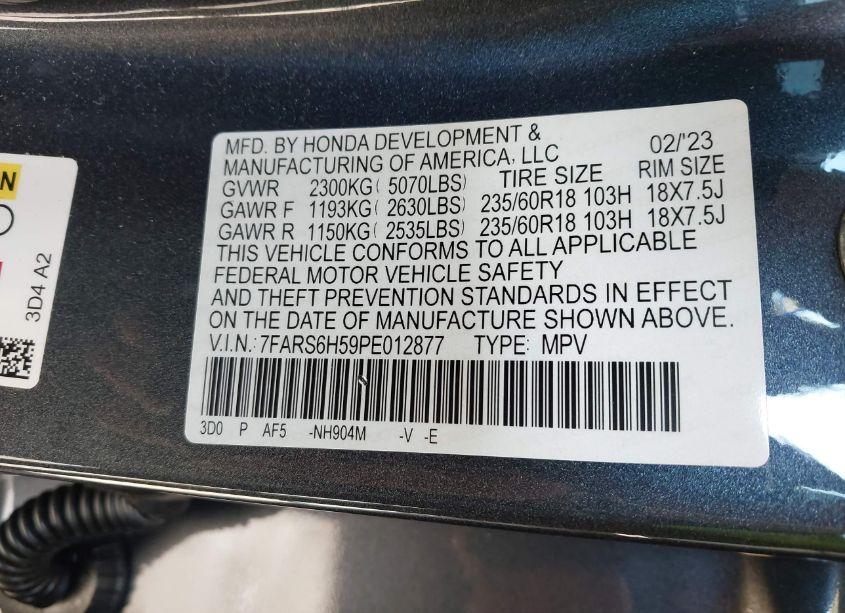 MFD. BY HONDA DEVELOPMENT &
MANUFACTURING OF AMERICA, LLC 02/'23
GVWR 2300KG( 5070LBS) TIRE SIZE RIM SIZE
GAWR F 1193KG( 2630LBS) 235/60R18 103H 18X7.5J
GAWR R 1150KG( 2535LBS) 235/60R18 103H 18X7.5J
THIS VEHICLE CONFORMS TO ALL APPLICABLE
FEDERAL MOTOR VEHICLE SAFETY
AND THEFT PREVENTION STANDARDS IN EFFECT
ON THE DATE OF MANUFACTURE SHOWN ABOVE.
V.I.N.: 7FARS6H59PE012877 TYPE: MPV
3D0 P AF5 -NH904M -V -E
3D4 A2